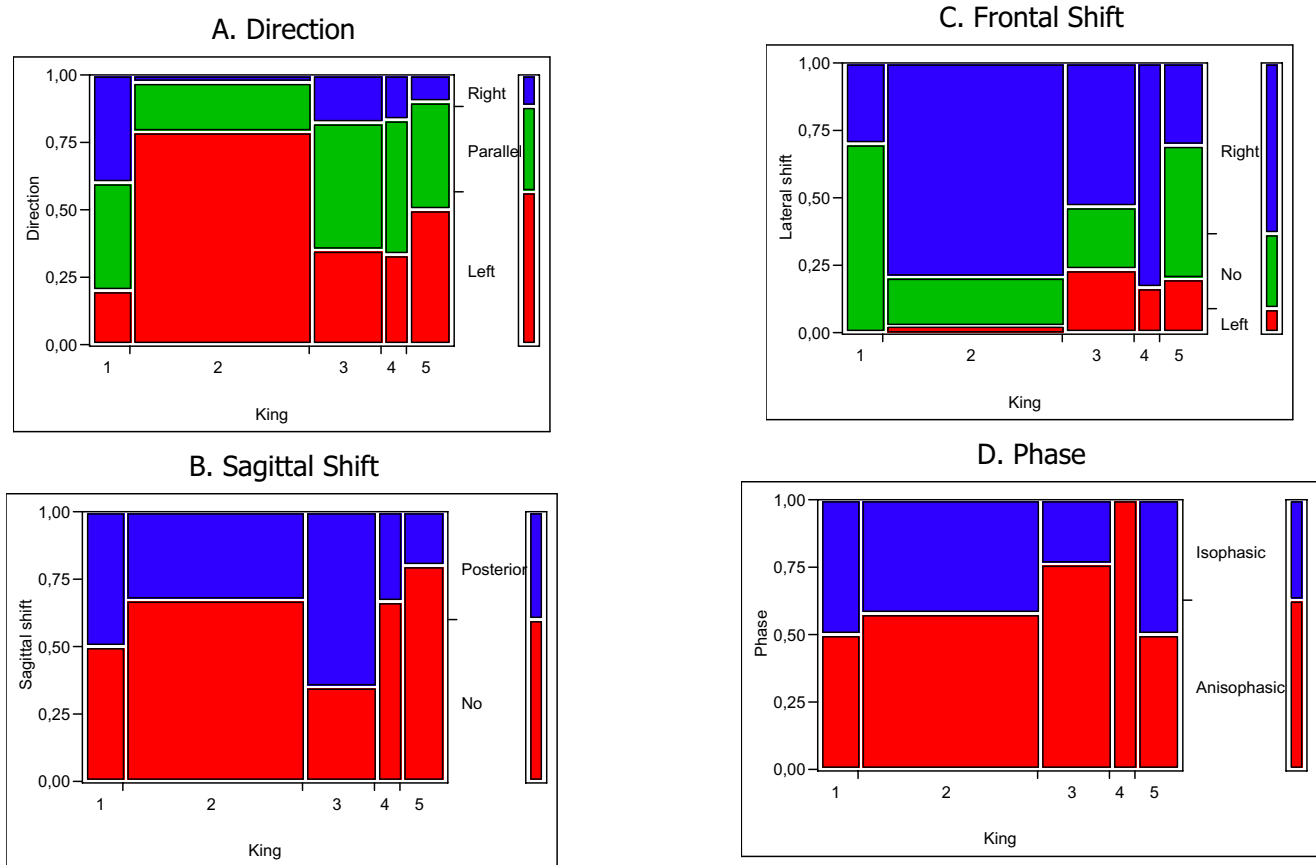 A. Direction
1,00
0,75
0,50
0,25
0,00
Direction
Right
Parallel
Left
1 2 3 4 5
King
B. Sagittal Shift
1,00
0,75
0,50
0,25
0,00
Sagittal shift
Posterior
No
1 2 3 4 5
King
C. Frontal Shift
1,00
0,75
0,50
0,25
0,00
Lateral shift
Right
No
Left
1 2 3 4 5
King
D. Phase
1,00
0,75
0,50
0,25
0,00
Phase
Isophasic
Anisophasic
1 2 3 4 5
King